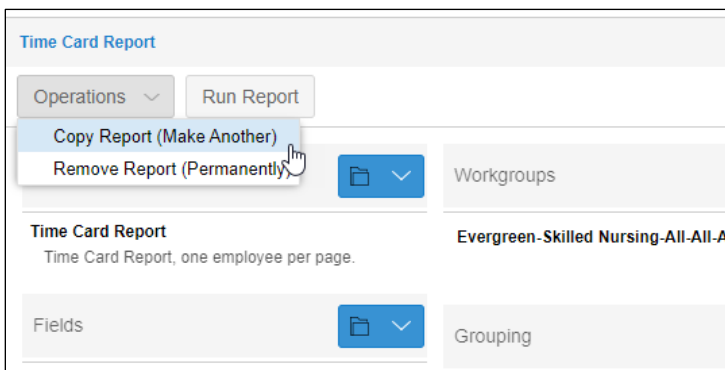 Time Card Report
Operations Run Report
Copy Report (Make Another)
Remove Report (Permanently)
Workgroups
Time Card Report
Time Card Report, one employee per page.
Evergreen-Skilled Nursing-All-All-A
Fields
Grouping